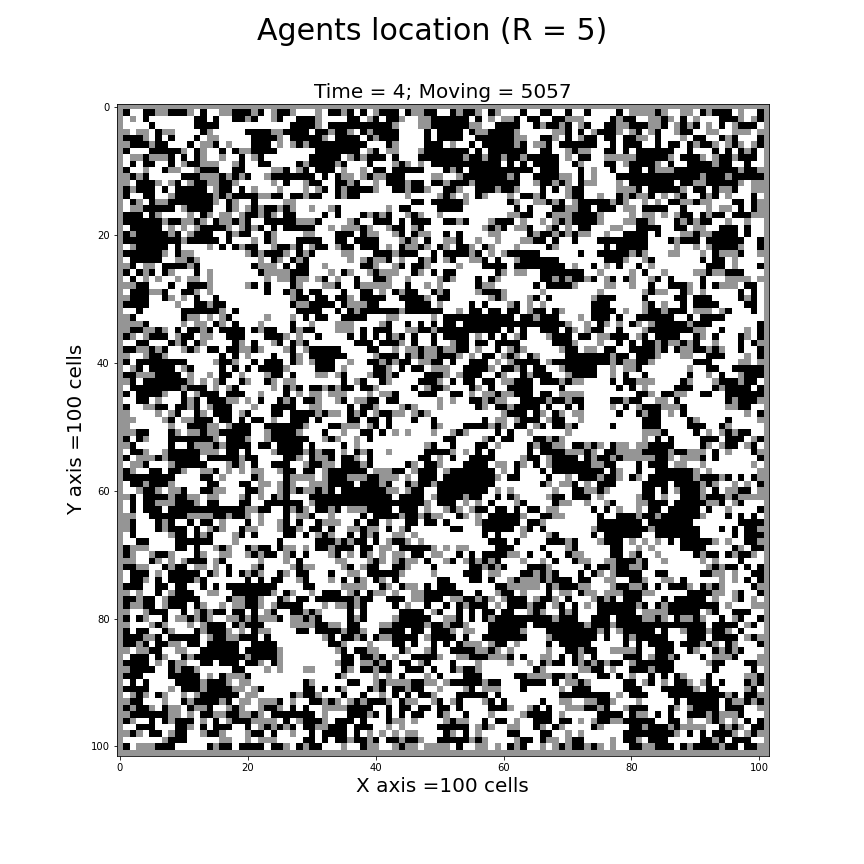 Agents location (R = 5)
Time = 4; Moving = 5057
0
20
40
60
80
100
Y axis =100 cells
0 20 40 60 80 100
X axis =100 cells